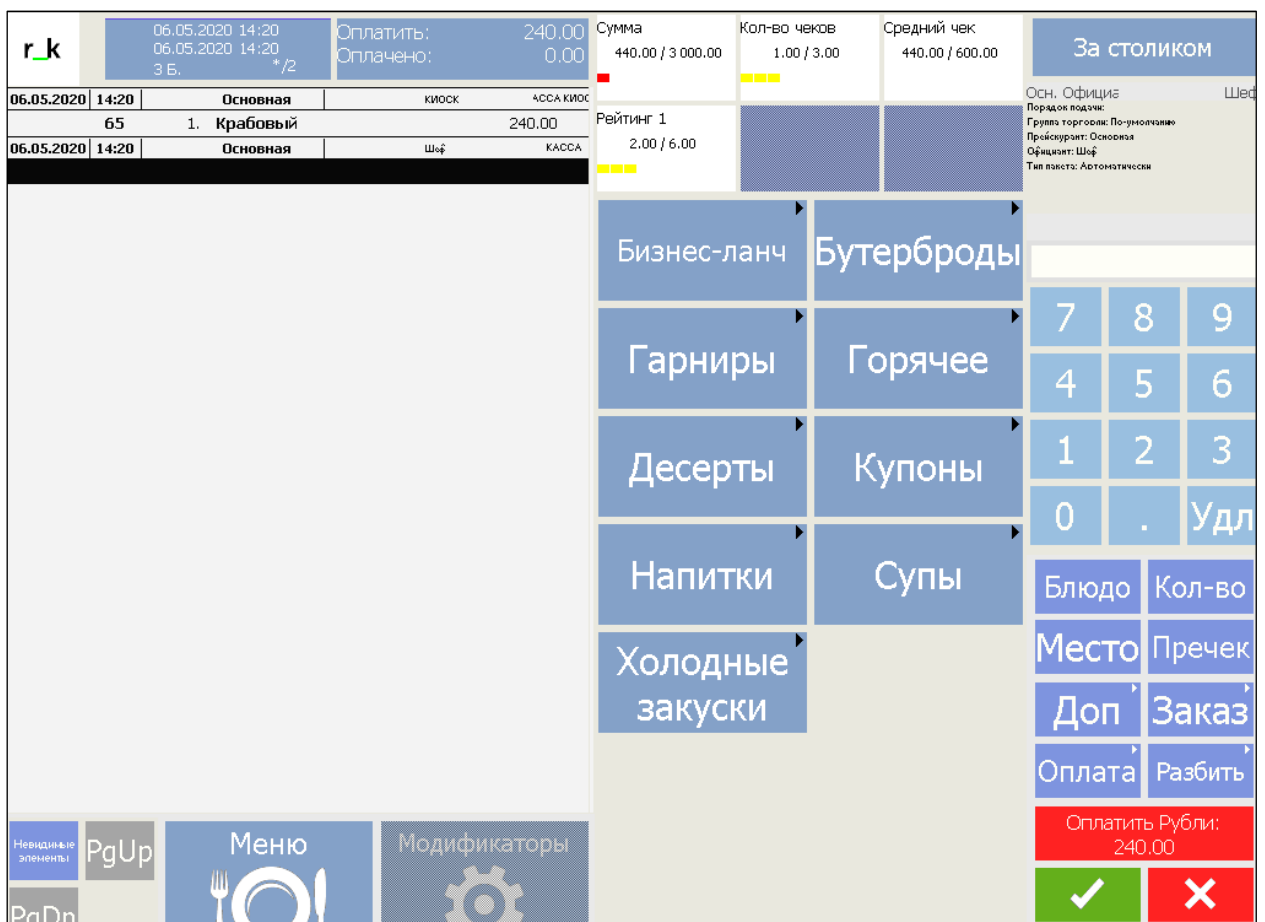 r_k
06.05.2020 14:20
06.05.2020 14:20
3 Б. */2
Оплатить: 240.00
Оплачено: 0.00
06.05.2020 14:20 Основная киоск АССА КИОС
65 1. Крабовый 240.00
06.05.2020 14:20 Основная Шеф КАССА
Сумма
440.00 / 3 000.00
Кол-во чеков
1.00 / 3.00
Средний чек
440.00 / 600.00
Рейтинг 1
2.00 / 6.00
Бизнес-ланч
Бутерброды
Гарниры
Горячее
Десерты
Купоны
Напитки
Супы
Холодные
закуски
За столиком
Осн. Официа Шеф
Порядок подачи:
Группа торговли: По-умолчанию
Прейскурант: Основная
Официант: Шеф
Тип пакета: Автоматически
7 8 9
4 5 6
1 2 3
0 . Удл
Блюдо Кол-во
Место Пречек
Доп Заказ
Оплата Разбить
Оплатить Рубли:
240.00
Невидимые
элементы
PgUp
PgDn
Меню
Модификаторы